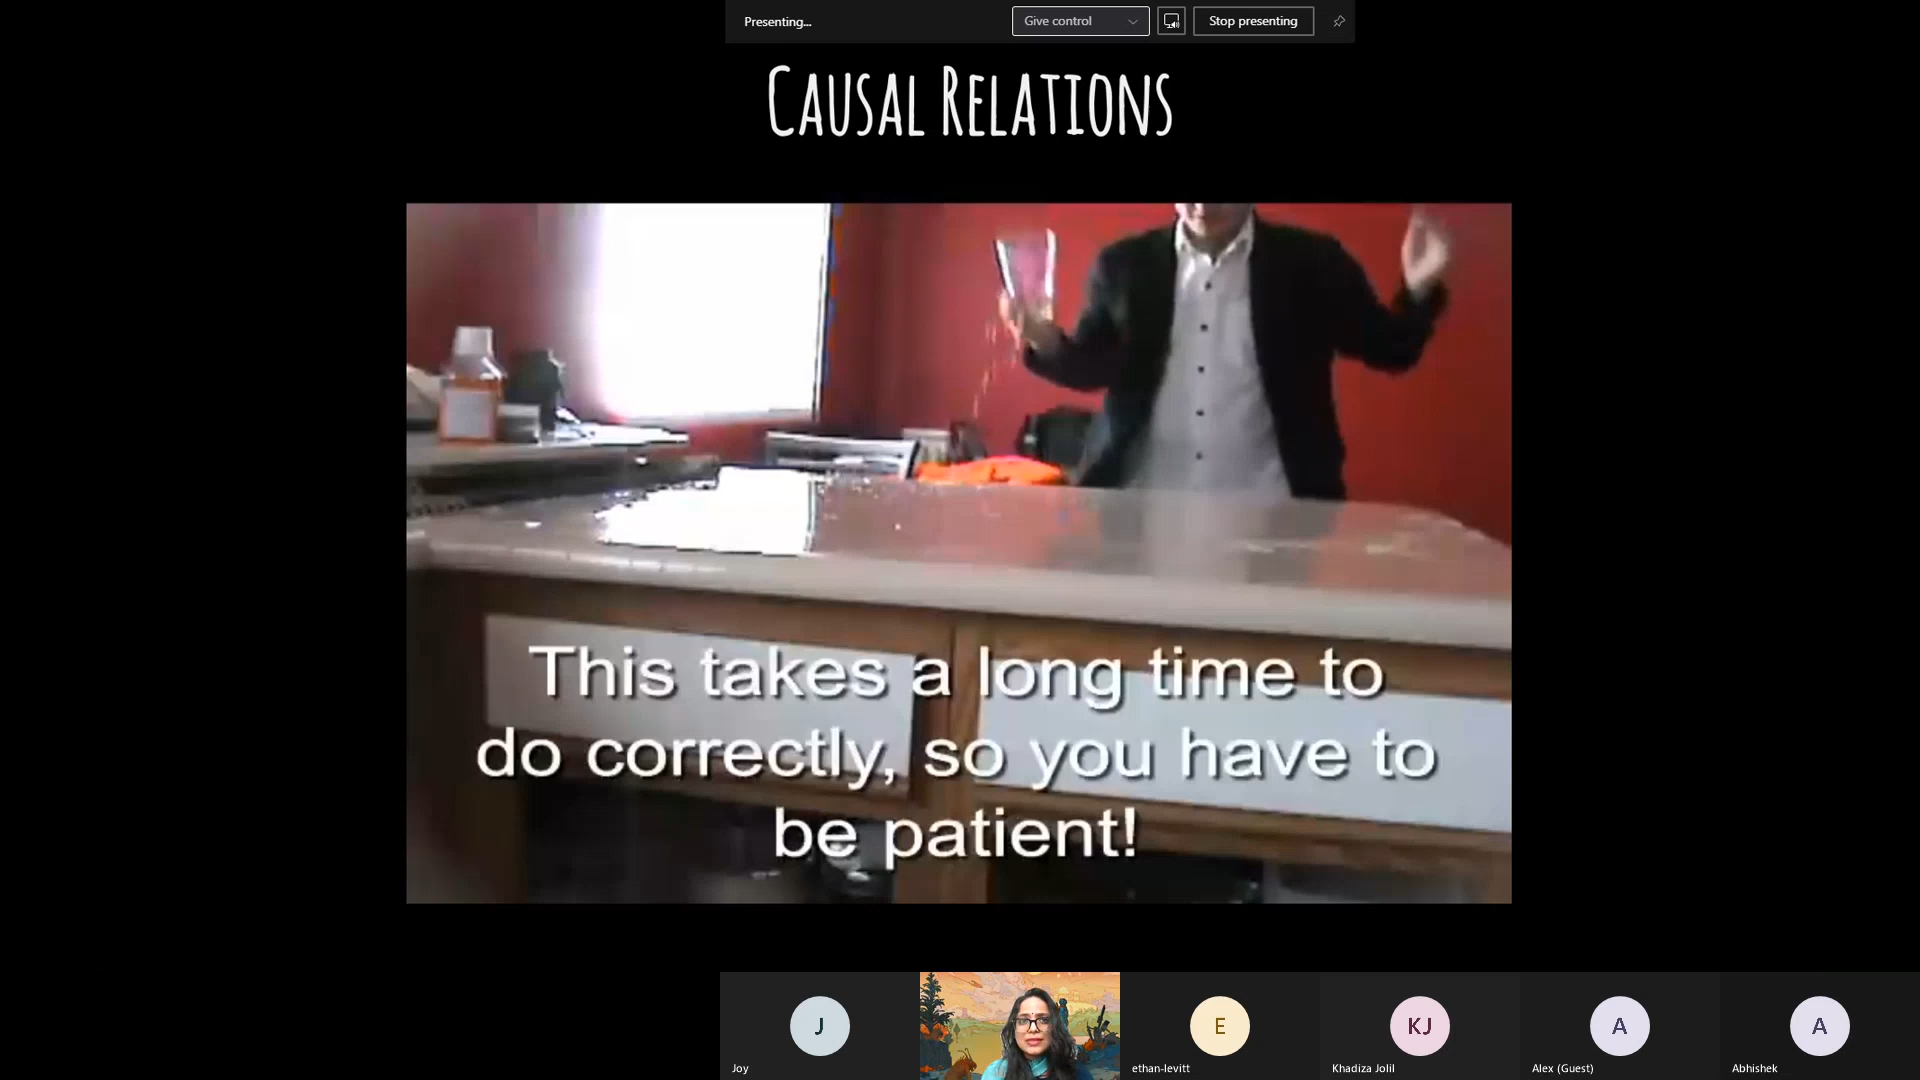 Presenting...
Give control
Stop presenting
CAUSAL RELATIONS
This takes a long time to
do correctly, so you have to
be patient!
J
E
KJ
A
A
Joy
ethan-levitt
Khadiza Jolil
Alex (Guest)
Abhishek